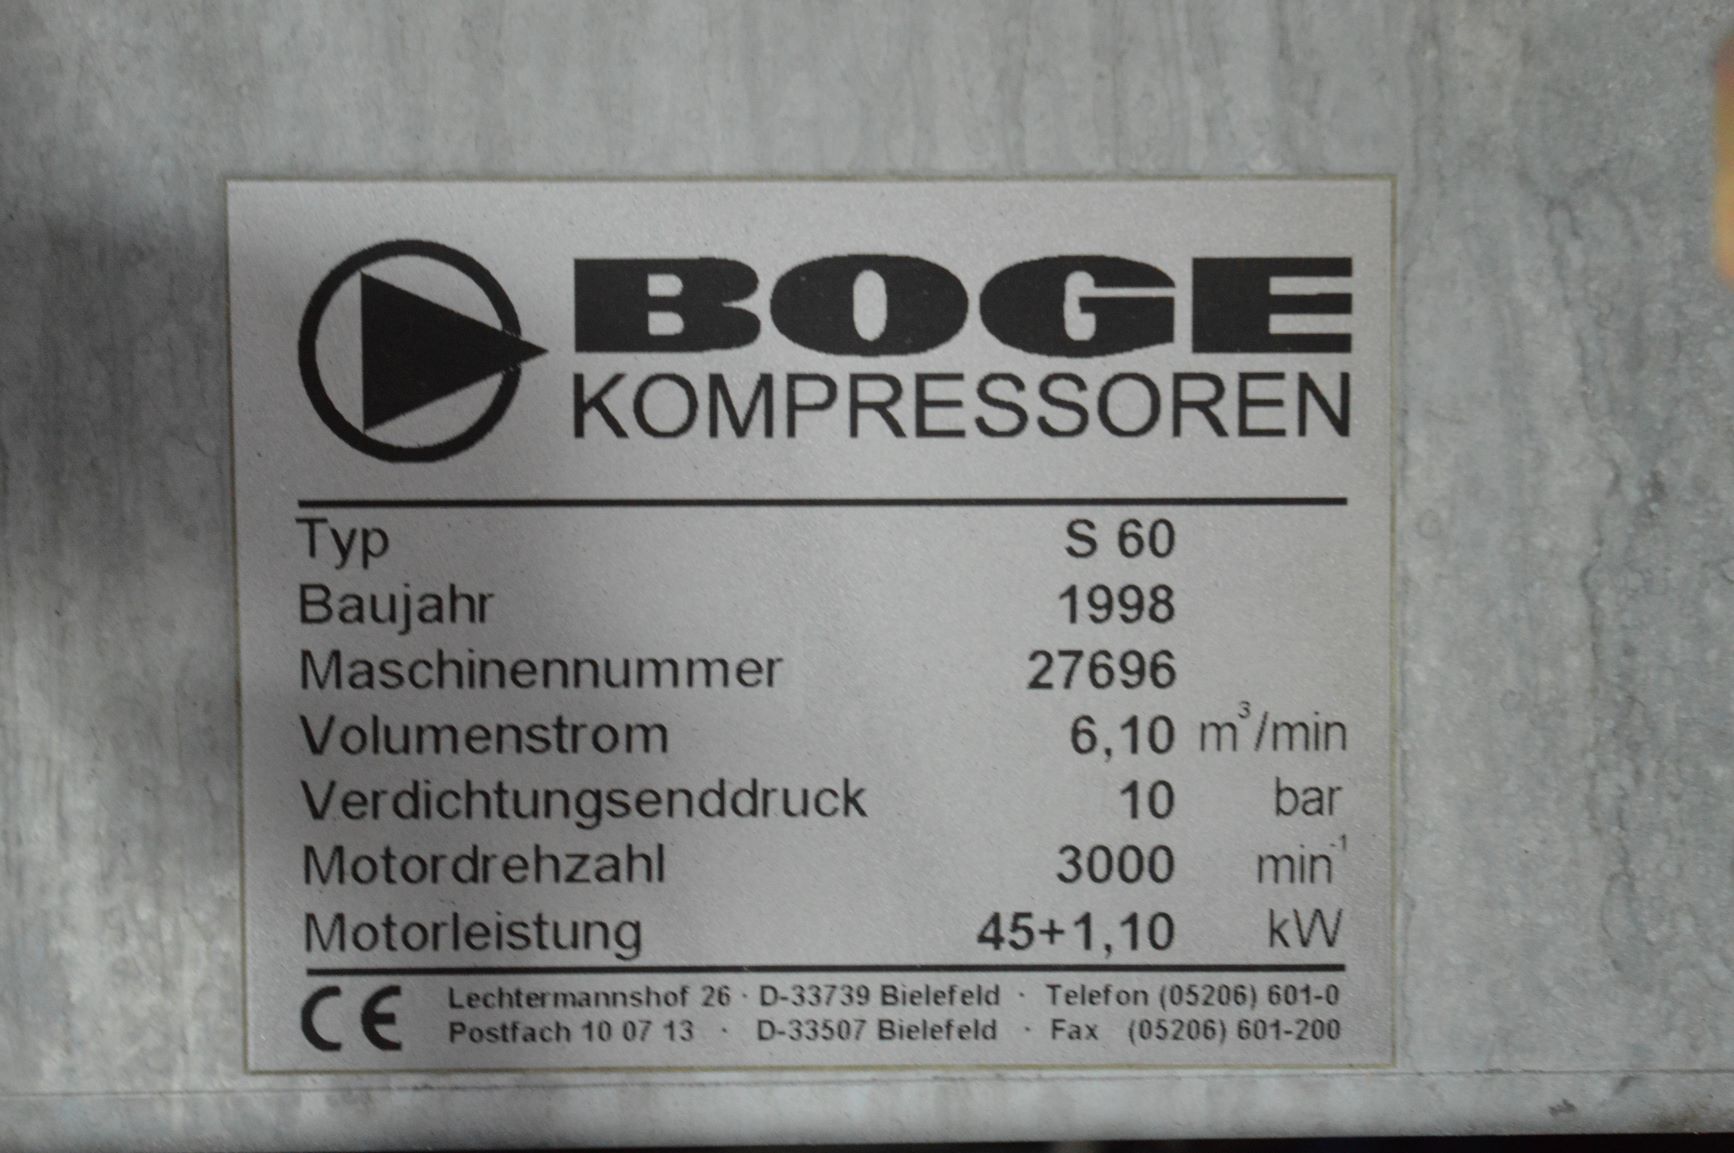 BOGE
KOMPRESSOREN
Typ S 60
Baujahr 1998
Maschinennummer 27696
Volumenstrom 6,10 m³/min
Verdichtungsenddruck 10 bar
Motordrehzahl 3000 min⁻¹
Motorleistung 45+1,10 kW
CE Lechtermannshof 26 · D-33739 Bielefeld · Telefon (05206) 601-0
Postfach 10 07 13 · D-33507 Bielefeld · Fax (05206) 601-200